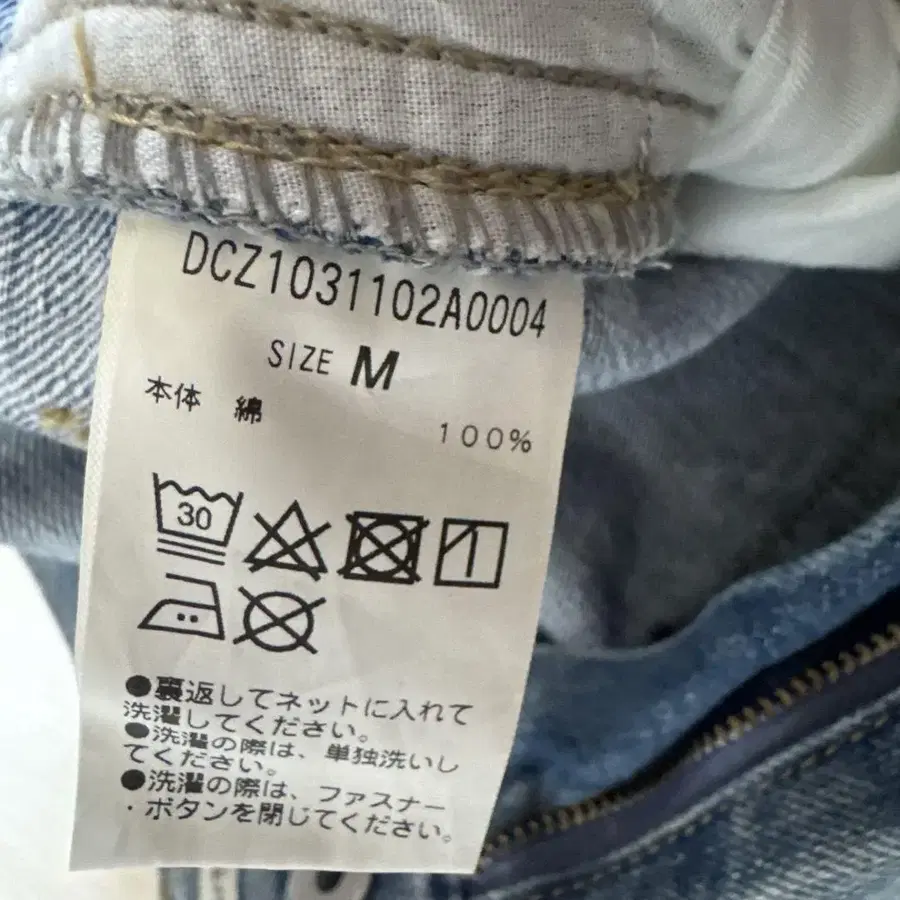 DCZ1031102A0004
SIZE M
本体 綿 100%
30
●裏返してネットに入れて
洗濯してください。
●洗濯の際は、単独洗いし
てください。
●洗濯の際は、ファスナー
・ボタンを閉じてください。